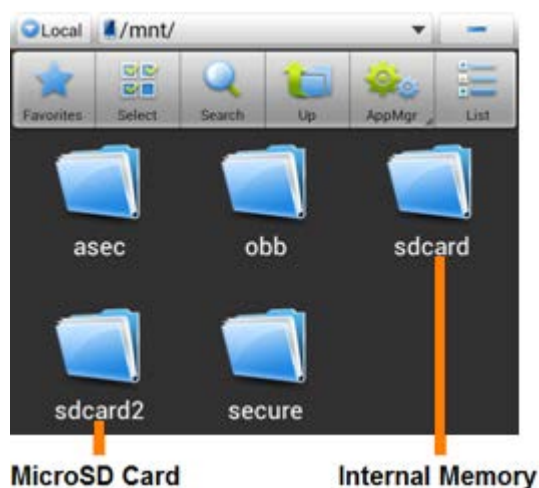 Local /mnt/
Favorites Select Search Up AppMgr List
asec obb sdcard
sdcard2 secure
MicroSD Card Internal Memory